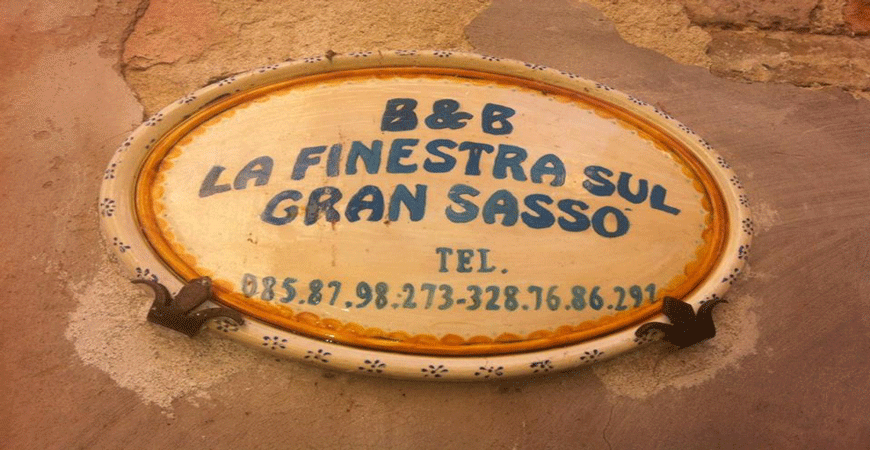 B&B
LA FINESTRA SUL
GRAN SASSO
TEL.
085.87.98.273-328.76.86.291